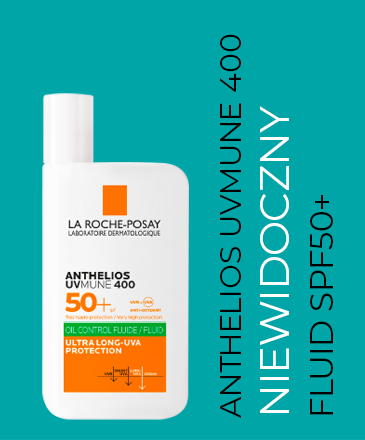 LA ROCHE-POSAY
LABORATOIRE DERMATOLOGIQUE
ANTHELIOS
UVMUNE 400
50+
OIL CONTROL FLUIDE / FLUID
ULTRA LONG-UVA
PROTECTION
ANTHELIOS UVMUNE 400
NIEWIDOCZNY
FLUID SPF50+